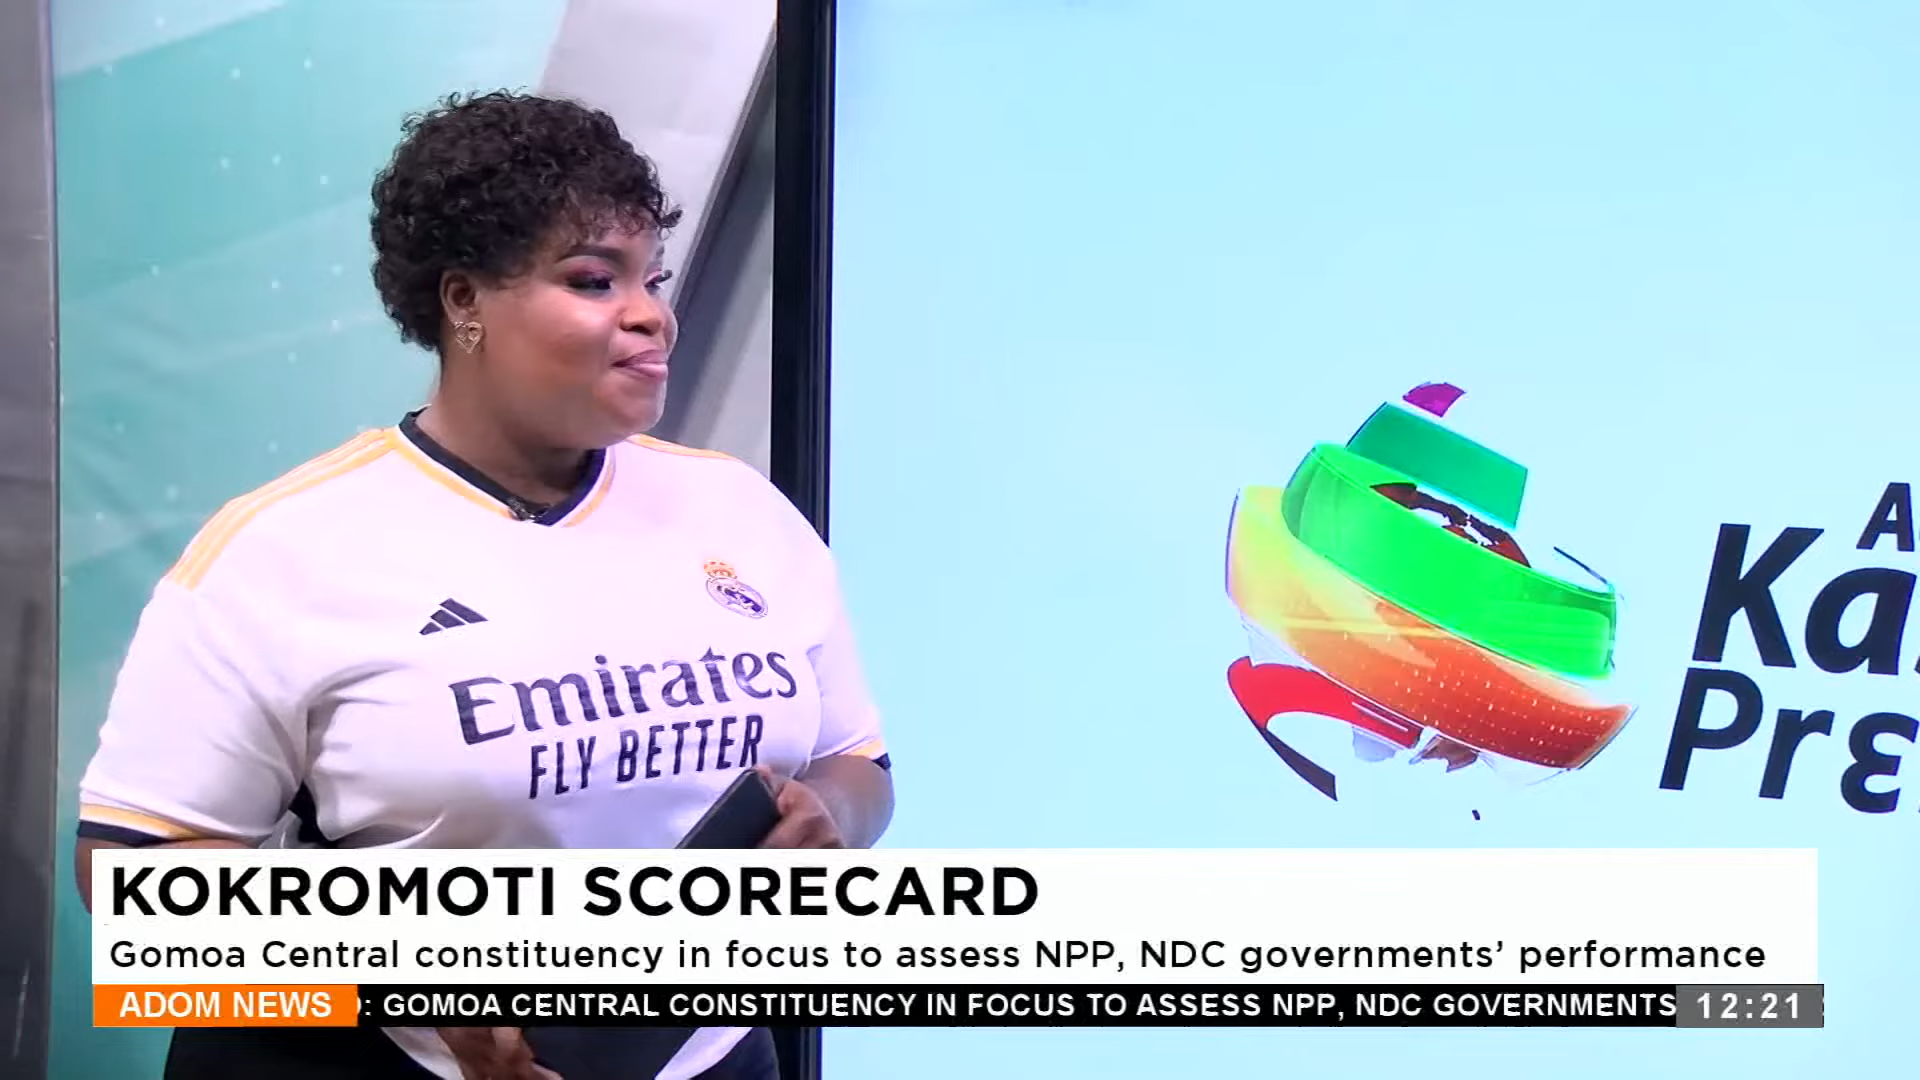 Emirates
FLY BETTER
A
Ka
Prɛ
KOKROMOTI SCORECARD
Gomoa Central constituency in focus to assess NPP, NDC governments’ performance
ADOM NEWS
: GOMOA CENTRAL CONSTITUENCY IN FOCUS TO ASSESS NPP, NDC GOVERNMENTS
12:21